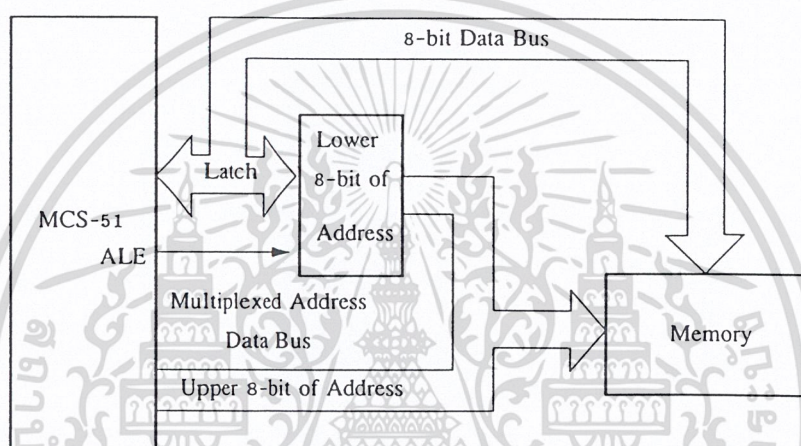 8-bit Data Bus
Lower
8-bit of
Address
Latch
MCS-51
ALE
Multiplexed Address
Data Bus
Upper 8-bit of Address
Memory